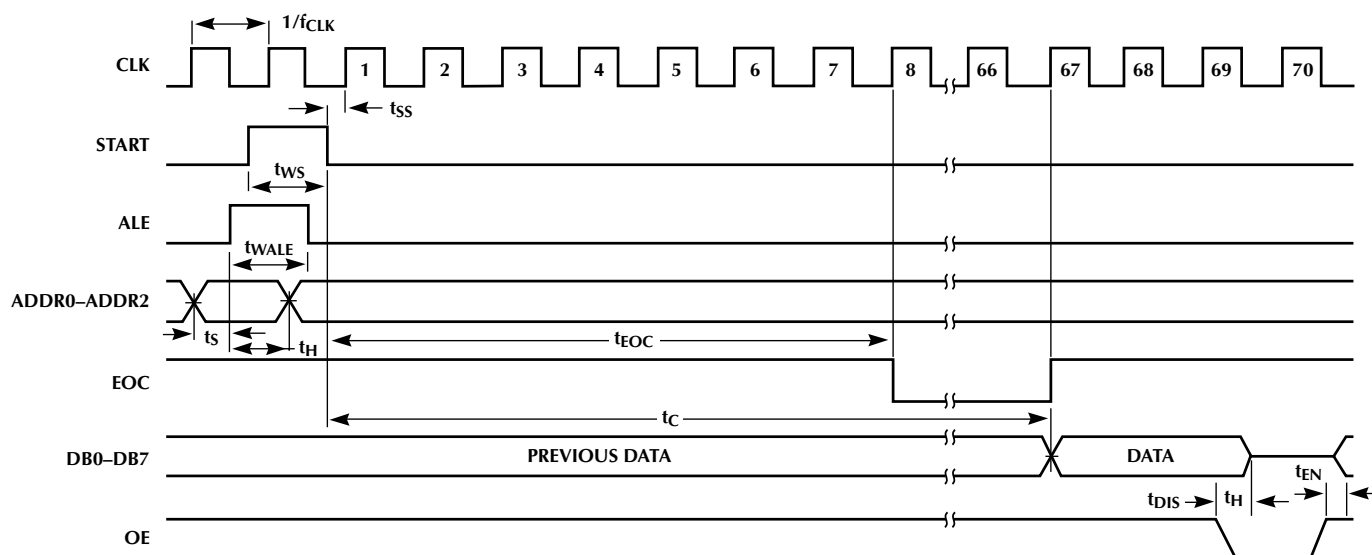 1/fCLK
CLK
1 2 3 4 5 6 7 8 66 67 68 69 70
tSS
START
tWS
ALE
tWALE
ADDR0–ADDR2
tS
tH
tEOC
EOC
tC
DB0–DB7
PREVIOUS DATA
DATA
tEN
tDIS
tH
OE